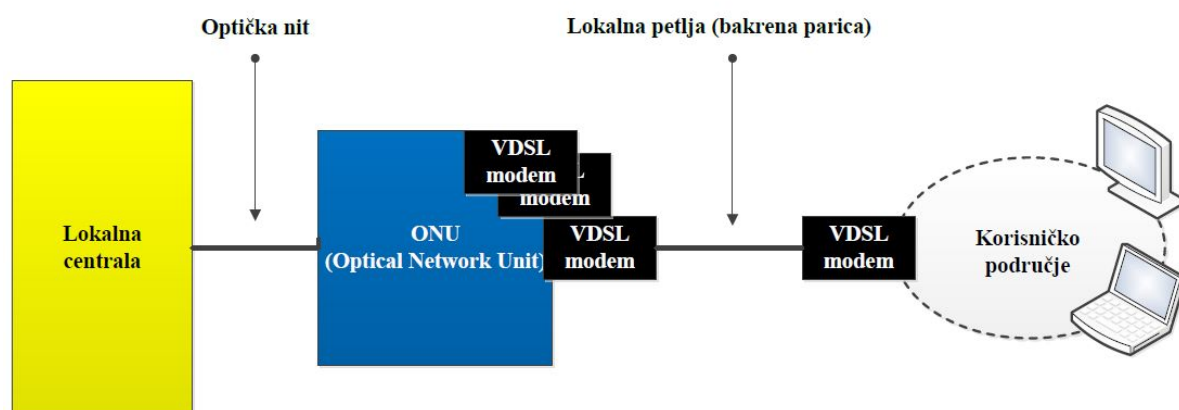 Optička nit
Lokalna petlja (bakrena parica)
Lokalna
centrala
ONU
(Optical Network Unit)
VDSL
modem
L
modem
VDSL
modem
VDSL
modem
Korisničko
područje